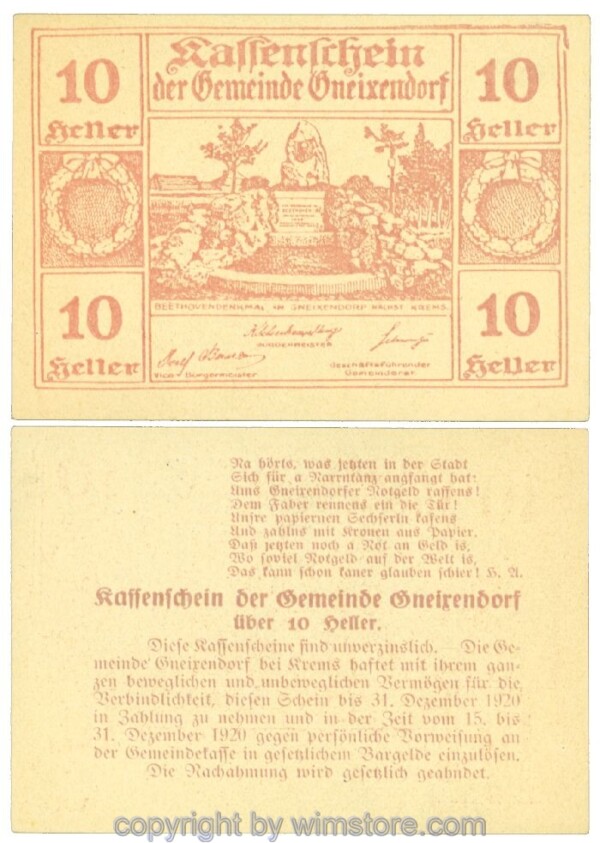 Kassenschein
der Gemeinde Gneixendorf
10
Heller
10
Heller
10
Heller
10
Heller
BEETHOVENDENKMAL IN GNEIXENDORF NÄCHST KREMS.
BÜRGERMEISTER
Vice-Bürgermeister
Geschäftsführender
Gemeinderat
Na hörts, was jetzten in der Stadt
Sich für a Narrntanz angfangt hat:
Ums Gneixendorfer Notgeld raffens!
Dem Faber rennens ein die Tür!
Unsre papiernen Sechserln kafens
Und zahlns mit Kronen aus Papier.
Daß jetzten noch a Not an Geld is,
Wo soviel Notgeld auf der Welt is,
Das kann schon kaner glauben schier! H. A.
Kassenschein der Gemeinde Gneixendorf
über 10 Heller.
Diese Kassenscheine sind unverzinslich. — Die Ge-
meinde Gneixendorf bei Krems haftet mit ihrem gan-
zen beweglichen und unbeweglichen Vermögen für die
Verbindlichkeit, diesen Schein bis 31. Dezember 1920
in Zahlung zu nehmen und in der Zeit vom 15. bis
31. Dezember 1920 gegen persönliche Vorweisung an
der Gemeindekasse in gesetzlichem Bargelde einzulösen.
Die Nachahmung wird gesetzlich geahndet.
copyright by wimstore.com